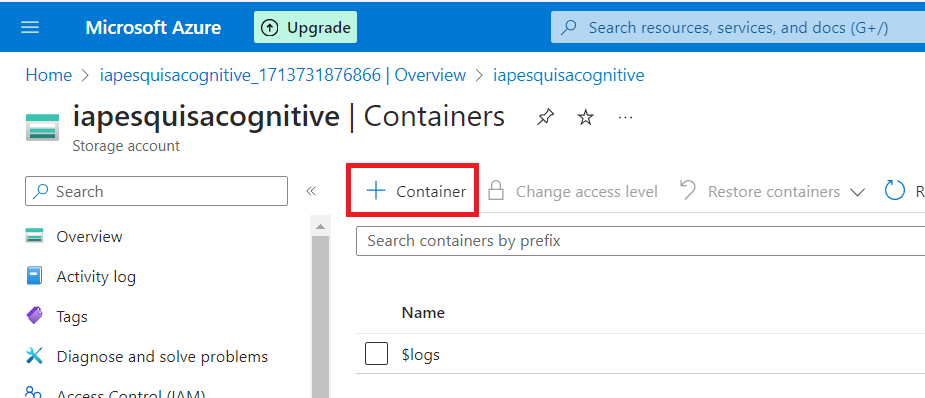 Microsoft Azure
Upgrade
Search resources, services, and docs (G+/)
Home > iapesquisacognitive_1713731876866 | Overview > iapesquisacognitive
iapesquisacognitive | Containers
Storage account
Search
Container
Change access level
Restore containers
R
Search containers by prefix
Overview
Activity log
Tags
Diagnose and solve problems
Access Control (IAM)
Name
$logs